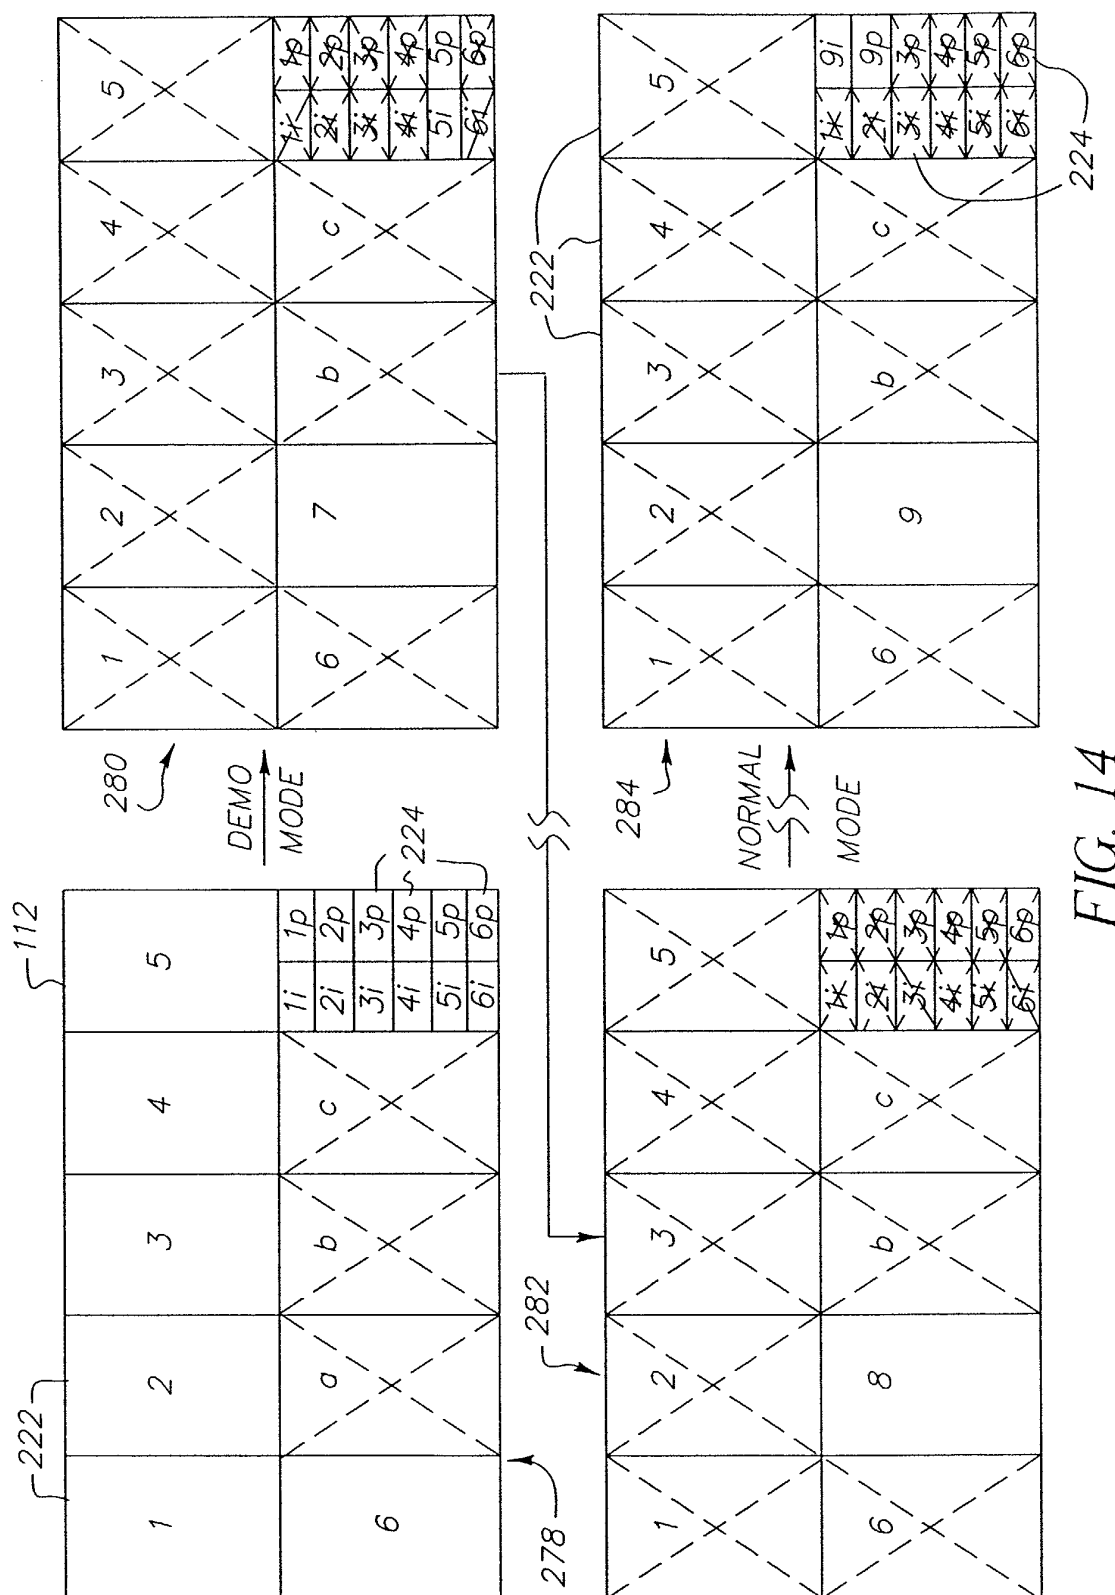 222
112
1
2
3
4
5
6
a
b
c
1i 1p
2i 2p
3i 3p
4i 4p
5i 5p
6i 6p
224
278
DEMO
MODE
280
1
2
3
4
5
6
7
b
c
1i 1p
2i 2p
3i 3p
4i 4p
5i 5p
6i 6p
282
1
2
3
4
5
6
8
b
c
1i 1p
2i 2p
3i 3p
4i 4p
5i 5p
6i 6p
NORMAL
MODE
284
222
1
2
3
4
5
6
9
b
c
1i 9i
2i 9p
3i 3p
4i 4p
5i 5p
6i 6p
224
FIG. 14